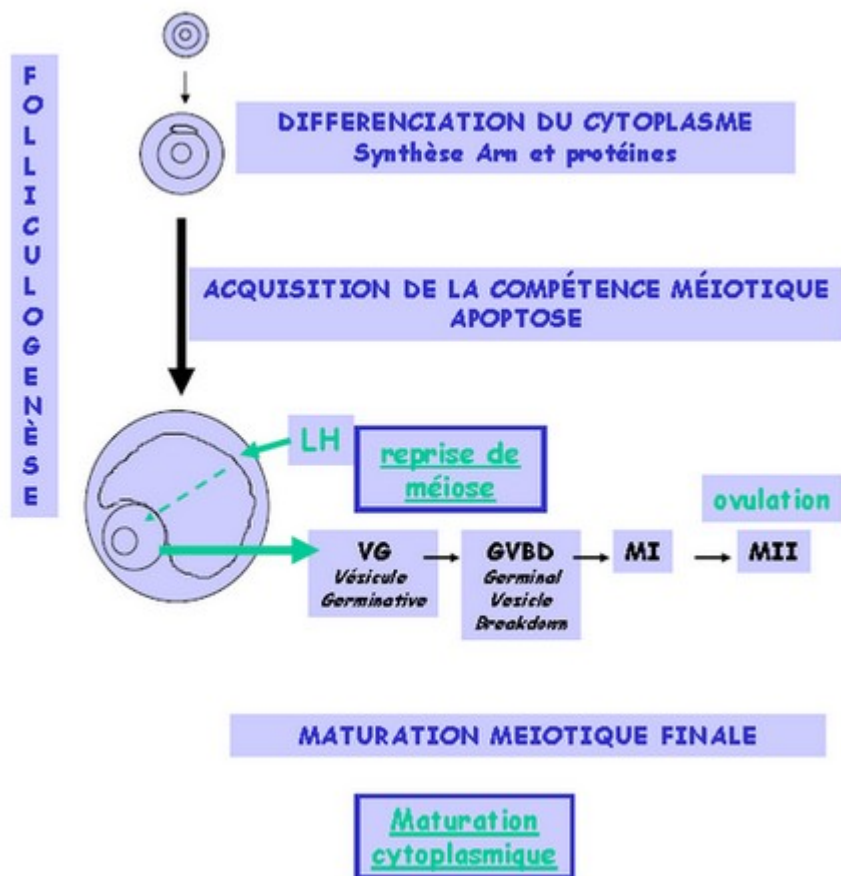 FOLLICULOGENÈSE
DIFFERENCIATION DU CYTOPLASME
Synthèse Arn et protéines
ACQUISITION DE LA COMPÉTENCE MÉIOTIQUE
APOPTOSE
LH
reprise de
méiose
ovulation
VG
Vésicule
Germinative
GVBD
Germinal
Vesicle
Breakdown
MI
MII
MATURATION MEIOTIQUE FINALE
Maturation
cytoplasmique